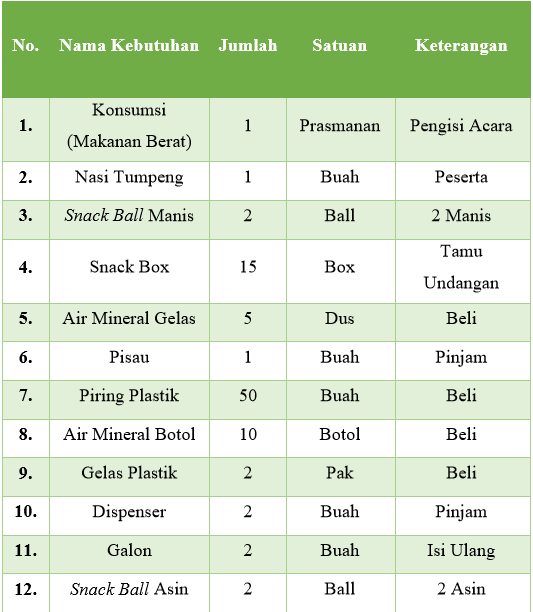 No. Nama Kebutuhan Jumlah Satuan Keterangan
1. Konsumsi (Makanan Berat) 1 Prasmanan Pengisi Acara
2. Nasi Tumpeng 1 Buah Peserta
3. Snack Ball Manis 2 Ball 2 Manis
4. Snack Box 15 Box Tamu Undangan
5. Air Mineral Gelas 5 Dus Beli
6. Pisau 1 Buah Pinjam
7. Piring Plastik 50 Buah Beli
8. Air Mineral Botol 10 Botol Beli
9. Gelas Plastik 2 Pak Beli
10. Dispenser 2 Buah Pinjam
11. Galon 2 Buah Isi Ulang
12. Snack Ball Asin 2 Ball 2 Asin